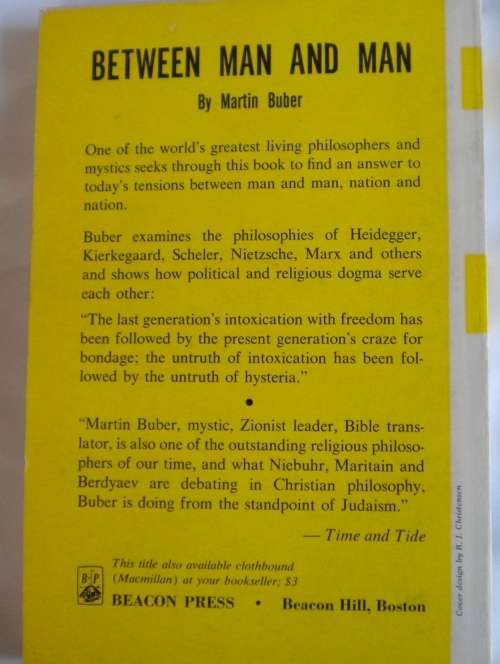 BETWEEN MAN AND MAN
By Martin Buber
One of the world's greatest living philosophers and
mystics seeks through this book to find an answer to
today's tensions between man and man, nation and
nation.
Buber examines the philosophies of Heidegger,
Kierkegaard, Scheler, Nietzsche, Marx and others
and shows how political and religious dogma serve
each other:
"The last generation's intoxication with freedom has
been followed by the present generation's craze for
bondage; the untruth of intoxication has been fol-
lowed by the untruth of hysteria."
•
"Martin Buber, mystic, Zionist leader, Bible trans-
lator, is also one of the outstanding religious philoso-
phers of our time, and what Niebuhr, Maritain and
Berdyaev are debating in Christian philosophy,
Buber is doing from the standpoint of Judaism."
— Time and Tide
This title also available clothbound
(Macmillan) at your bookseller; $3
B P
BEACON PRESS • Beacon Hill, Boston
Cover design by R. J. Christensen